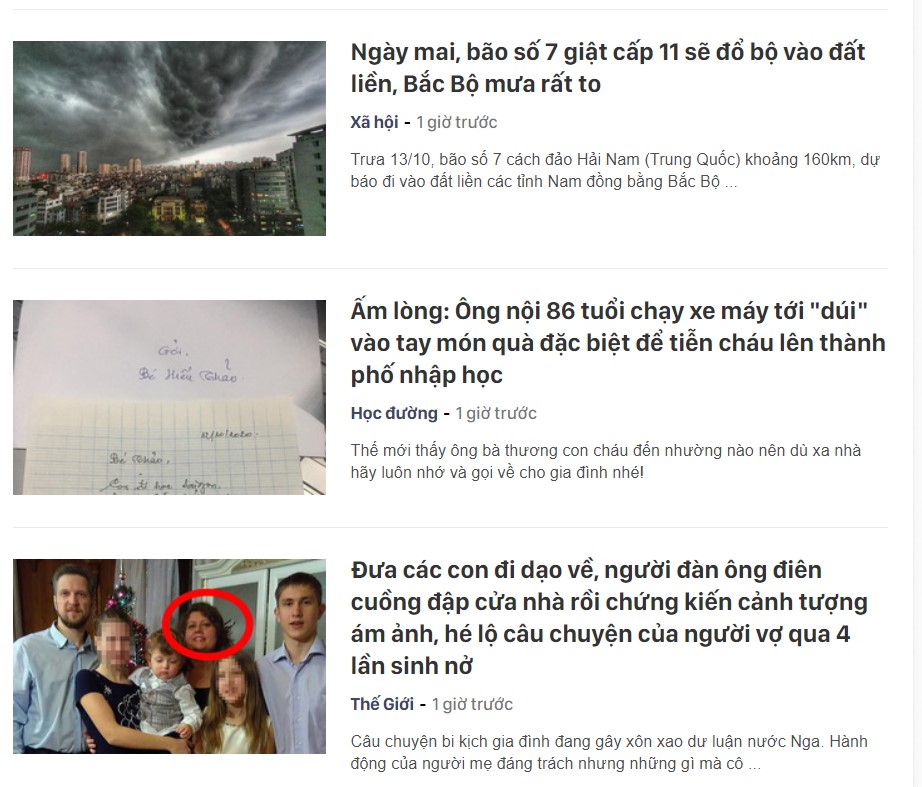 Ngày mai, bão số 7 giật cấp 11 sẽ đổ bộ vào đất
liền, Bắc Bộ mưa rất to
Xã hội - 1 giờ trước
Trưa 13/10, bão số 7 cách đảo Hải Nam (Trung Quốc) khoảng 160km, dự
báo đi vào đất liền các tỉnh Nam đồng bằng Bắc Bộ ...
Gởi,
Bé Hiếu Thảo.
12/10/2020.
Bé Thảo,
Con đi học
Ấm lòng: Ông nội 86 tuổi chạy xe máy tới "dúi"
vào tay món quà đặc biệt để tiễn cháu lên thành
phố nhập học
Học đường - 1 giờ trước
Thế mới thấy ông bà thương con cháu đến nhường nào nên dù xa nhà
hãy luôn nhớ và gọi về cho gia đình nhé!
Đưa các con đi dạo về, người đàn ông điên
cuồng đập cửa nhà rồi chứng kiến cảnh tượng
ám ảnh, hé lộ câu chuyện của người vợ qua 4
lần sinh nở
Thế Giới - 1 giờ trước
Câu chuyện bi kịch gia đình đang gây xôn xao dư luận nước Nga. Hành
động của người mẹ đáng trách nhưng những gì mà cô ...